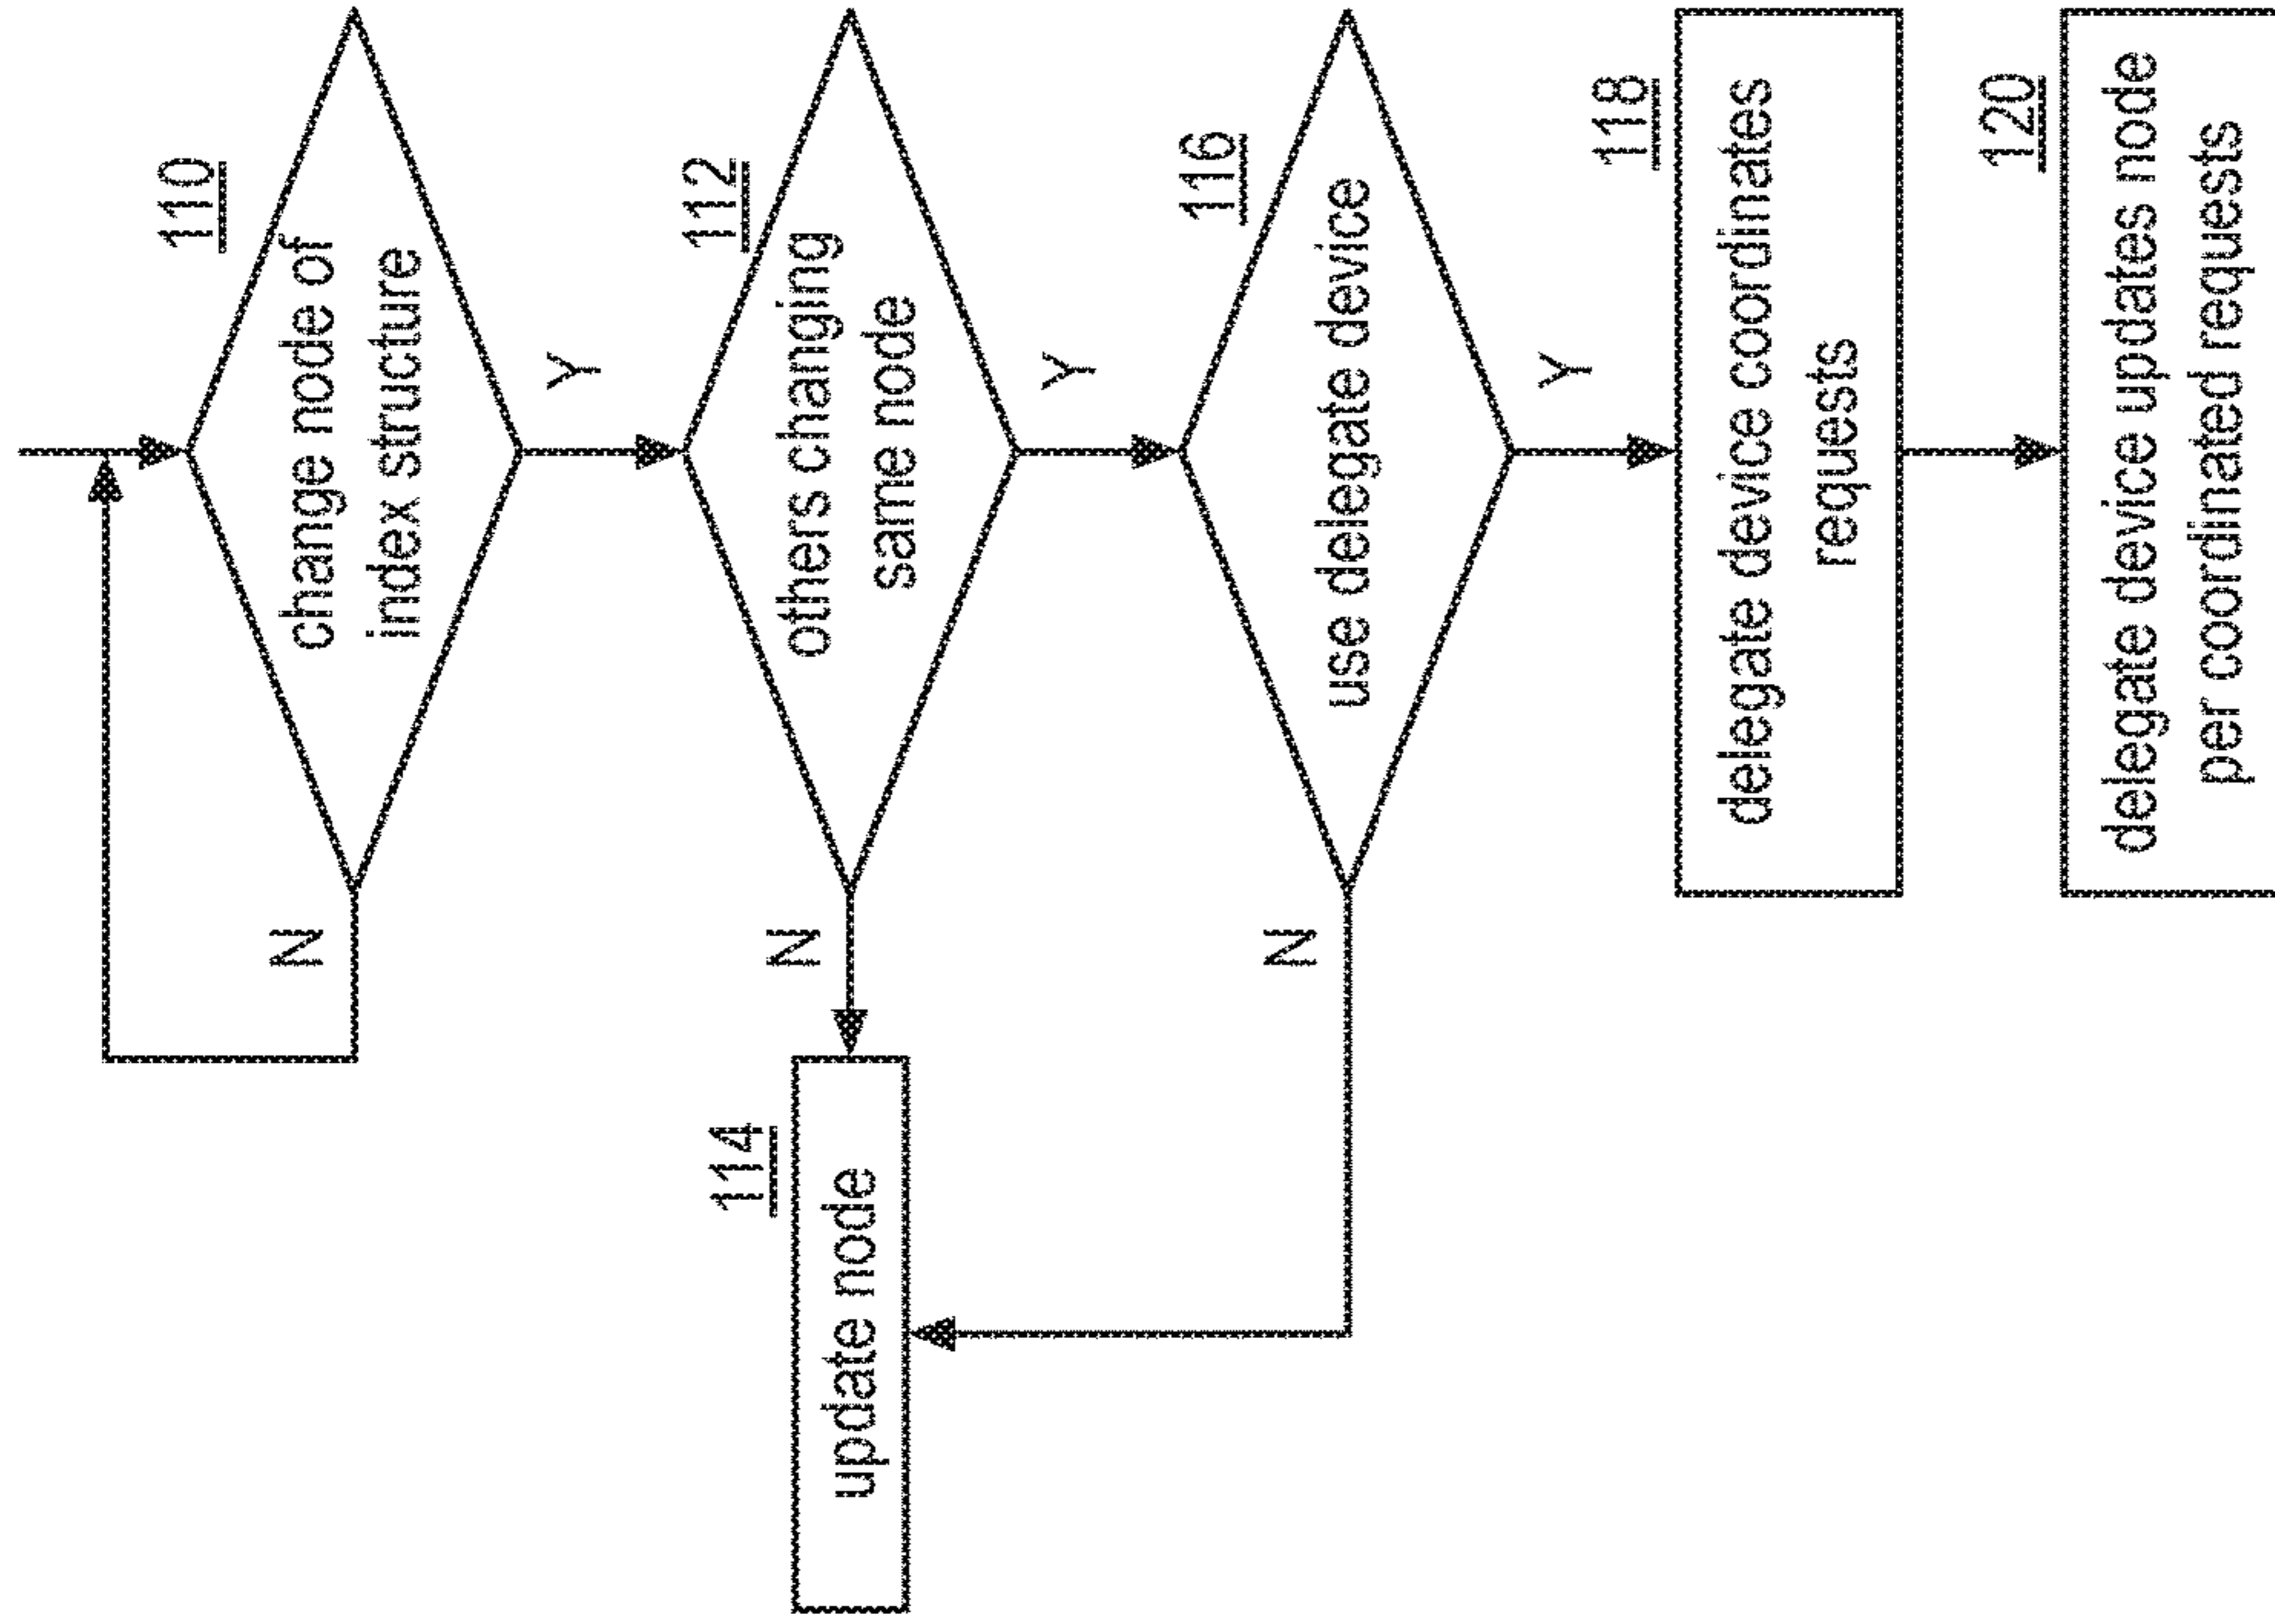 110
change node of
index structure
N
Y
112
others changing
same node
N
Y
114
update node
116
use delegate device
N
Y
118
delegate device coordinates
requests
120
delegate device updates node
per coordinated requests